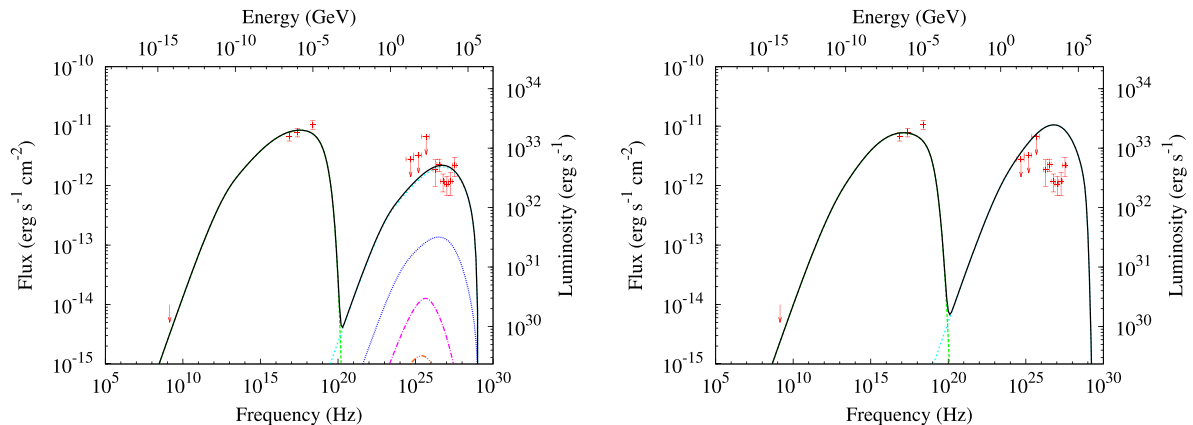 Energy (GeV)
10^-15 10^-10 10^-5 10^0 10^5
10^-10
10^-11
10^-12
10^-13
10^-14
10^-15
Flux (erg s^-1 cm^-2)
10^34
10^33
10^32
10^31
10^30
Luminosity (erg s^-1)
10^5 10^10 10^15 10^20 10^25 10^30
Frequency (Hz)
Energy (GeV)
10^-15 10^-10 10^-5 10^0 10^5
10^-10
10^-11
10^-12
10^-13
10^-14
10^-15
Flux (erg s^-1 cm^-2)
10^34
10^33
10^32
10^31
10^30
Luminosity (erg s^-1)
10^5 10^10 10^15 10^20 10^25 10^30
Frequency (Hz)